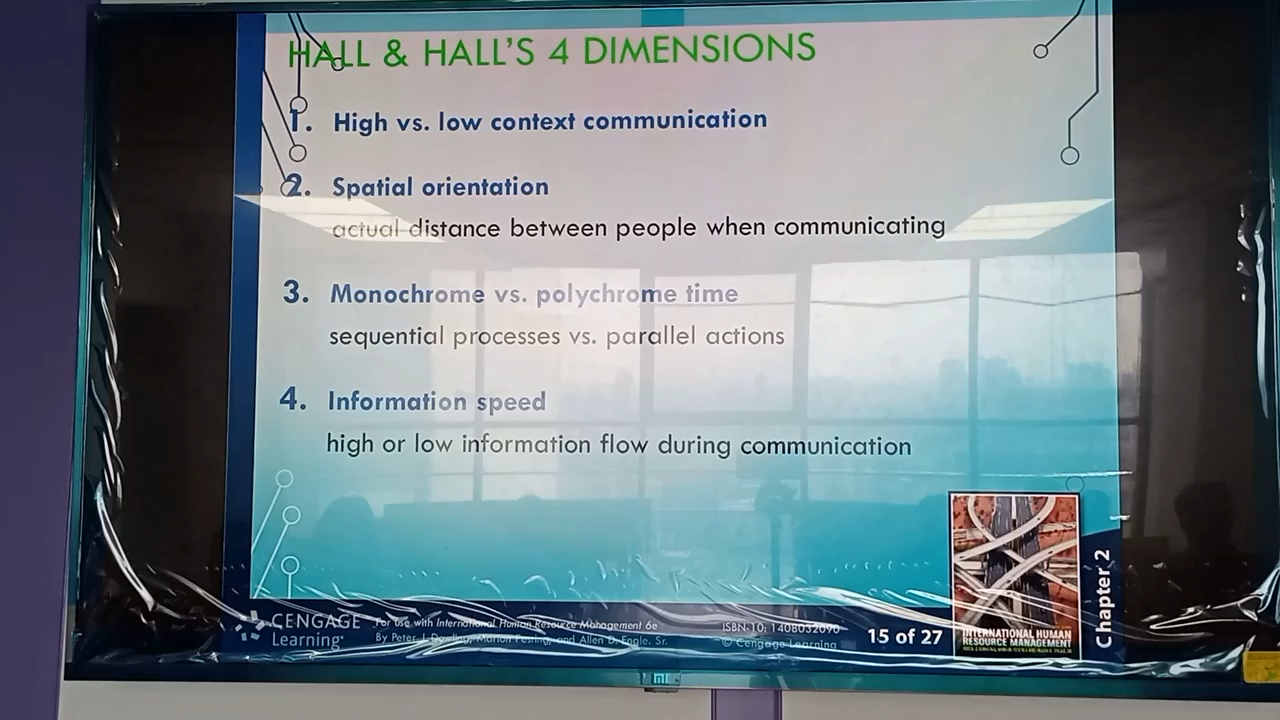 HALL & HALL'S 4 DIMENSIONS
1. High vs. low context communication
2. Spatial orientation
actual distance between people when communicating
3. Monochrome vs. polychrome time
sequential processes vs. parallel actions
4. Information speed
high or low information flow during communication
CENGAGE
Learning
For use with International Human Resource Management 6e
By Peter J. Dowling, Marion Festing, and Allen D. Engle. Sr.
ISBN-10: 1408032090
© Cengage Learning
15 of 27
INTERNATIONAL HUMAN
RESOURCE MANAGEMENT
Chapter 2
mi